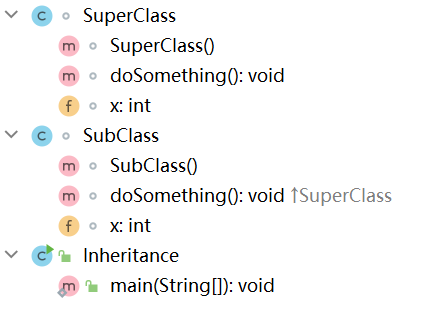 SuperClass
SuperClass()
doSomething(): void
x: int
SubClass
SubClass()
doSomething(): void ↑SuperClass
x: int
Inheritance
main(String[]): void